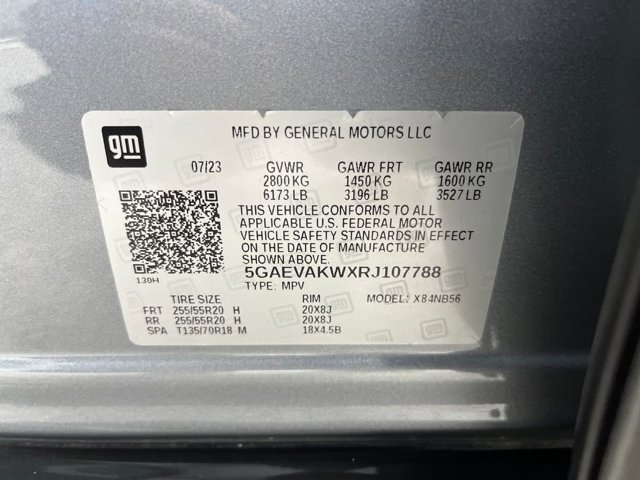 gm
MFD BY GENERAL MOTORS LLC
07/23 GVWR GAWR FRT GAWR RR
2800 KG 1450 KG 1600 KG
6173 LB 3196 LB 3527 LB
THIS VEHICLE CONFORMS TO ALL
APPLICABLE U.S. FEDERAL MOTOR
VEHICLE SAFETY STANDARDS IN EFFECT
ON THE DATE OF MANUFACTURE
SHOWN ABOVE.
130H 5GAEVAKWXRJ107788
TYPE: MPV MODEL: X84NB56
TIRE SIZE RIM
FRT 255/55R20 H 20X8J
RR 255/55R20 H 20X8J
SPA T135/70R18 M 18X4.5B